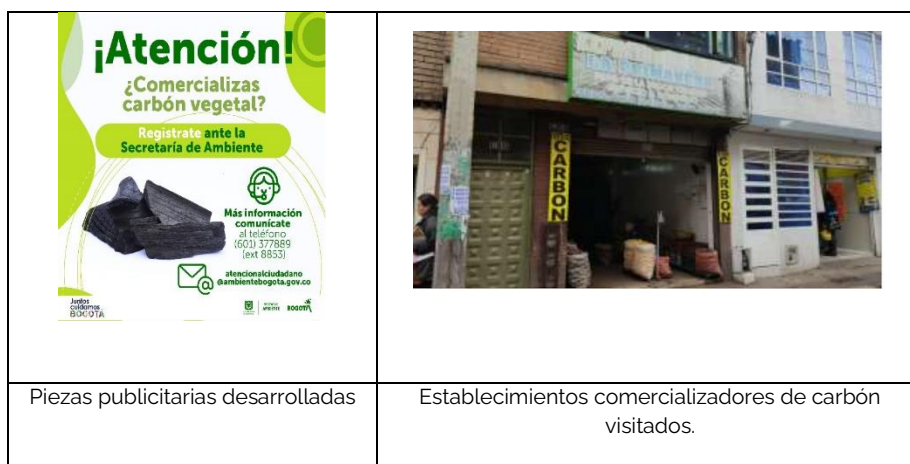 ¡Atención!
¿Comercializas
carbón vegetal?
Registrate ante la
Secretaría de Ambiente
Más información
comunícate
al teléfono
(601) 377889
(ext 8853)
atencionalciudadano
@ambientebogota.gov.co
Juntos
cuidamos
BOGOTÁ
BOGOTÁ
CARBON
CARBON
Piezas publicitarias desarrolladas
Establecimientos comercializadores de carbón
visitados.